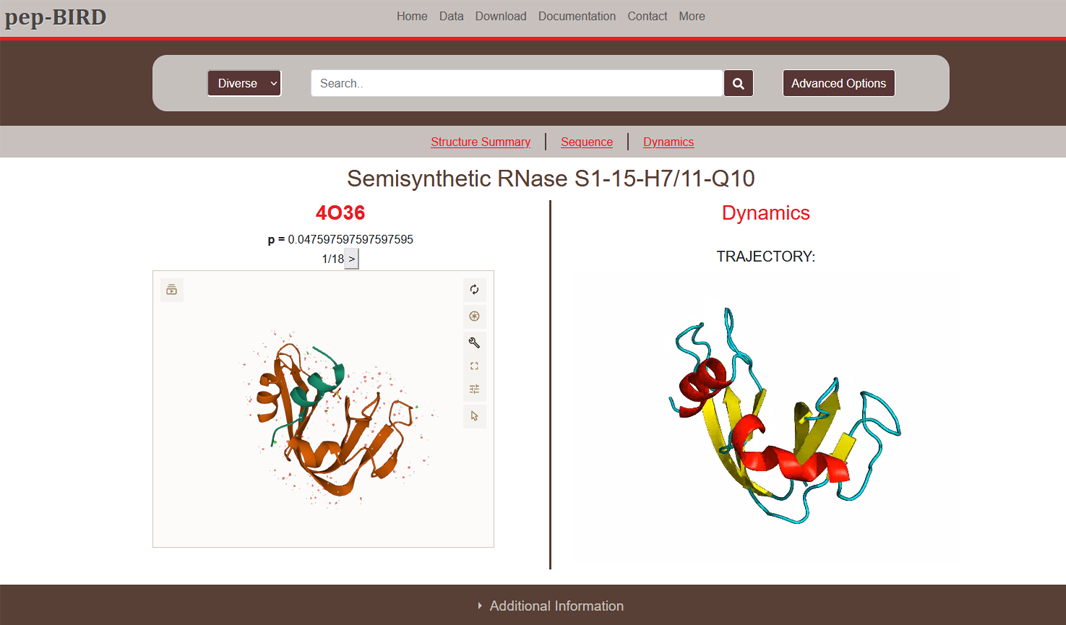 pep-BIRD
Home Data Download Documentation Contact More
Diverse Search.. Advanced Options
Structure Summary Sequence Dynamics
Semisynthetic RNase S1-15-H7/11-Q10
4O36
p = 0.047597597597597595
1/18 >
Dynamics
TRAJECTORY:
Additional Information